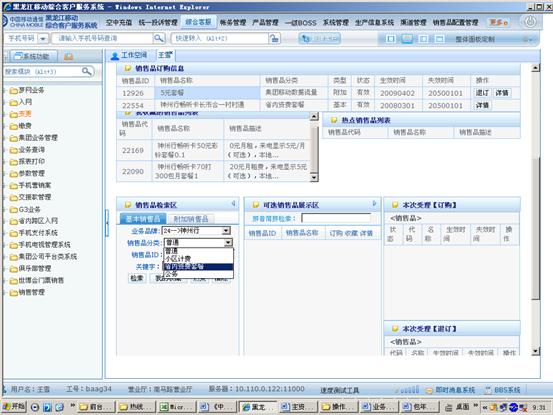 黑龙江移动综合客户服务系统 - Windows Internet Explorer
中国移动通信 CHINA MOBILE 黑龙江移动 空中充值 统一投诉管理 综合客服 帐务管理 产品管理 一级BOSS 系统管理 生产信息系统 渠道管理 销售品配置管理 更多
手机号码 请输入手机号码查询 快速转入 (Alt+2) 整体面板定制
系统功能 工作空间 王雪
搜索模块 (Alt+3)
梦网业务
入网
变更
缴费
集团业务管理
业务查询
报表打印
参数管理
手机营销案
交接款管理
G3业务
省内跨区入网
手机支付系统
手机电视管理系统
集团公司平台类系统
俱乐部管理
世博会门票销售
销售管理
销售品订购信息
销售品ID 销售品名称 销售品分类 类型 状态 生效时间 失效时间 操作
12926 5元套餐 集团移动数据流量 附加 有效 20090402 20500101 退订 详情
22554 神州行畅听卡长市合一时时通 省内资费套餐 基本 有效 20080301 20500101 详情
我收藏的销售品列表
销售品代码 销售品名称 销售品描述
22169 神州行畅听卡50元彩铃套餐0.1 0元月租，来电显示5元/月（可选），本地...
22090 神州行畅听卡70打300包月套餐1 20元月租费，来电显示5元（可选），本地...
热点销售品列表
销售品代码 销售品名称 销售品描述
销售品检索区
基本销售品 附加销售品
业务品牌: 24-->神州行
销售品分类: 普通
普通
小区计费
省内资费套餐
公务
销售品ID:
关键字:
检索
可选销售品展示区
拼音简拼检索:
销售品ID 销售品名称 订购 收藏 详情
本次受理【订购】
<销售品>
状态 代码 名称 生效时间 失效时间 操作
本次受理【退订】
<销售品>
代码 名称 生效时间 失效时间 操作
用户名: 王雪 工号: baag34 营业厅: 南马路营业厅 服务器: 10.110.0.122:11000 速度测试工具 即时消息系统 BBS系统
开始 前台... 热线... Micr... 《中... 黑龙... 主资... 操作... 业务... 包年... 桌面 9:31